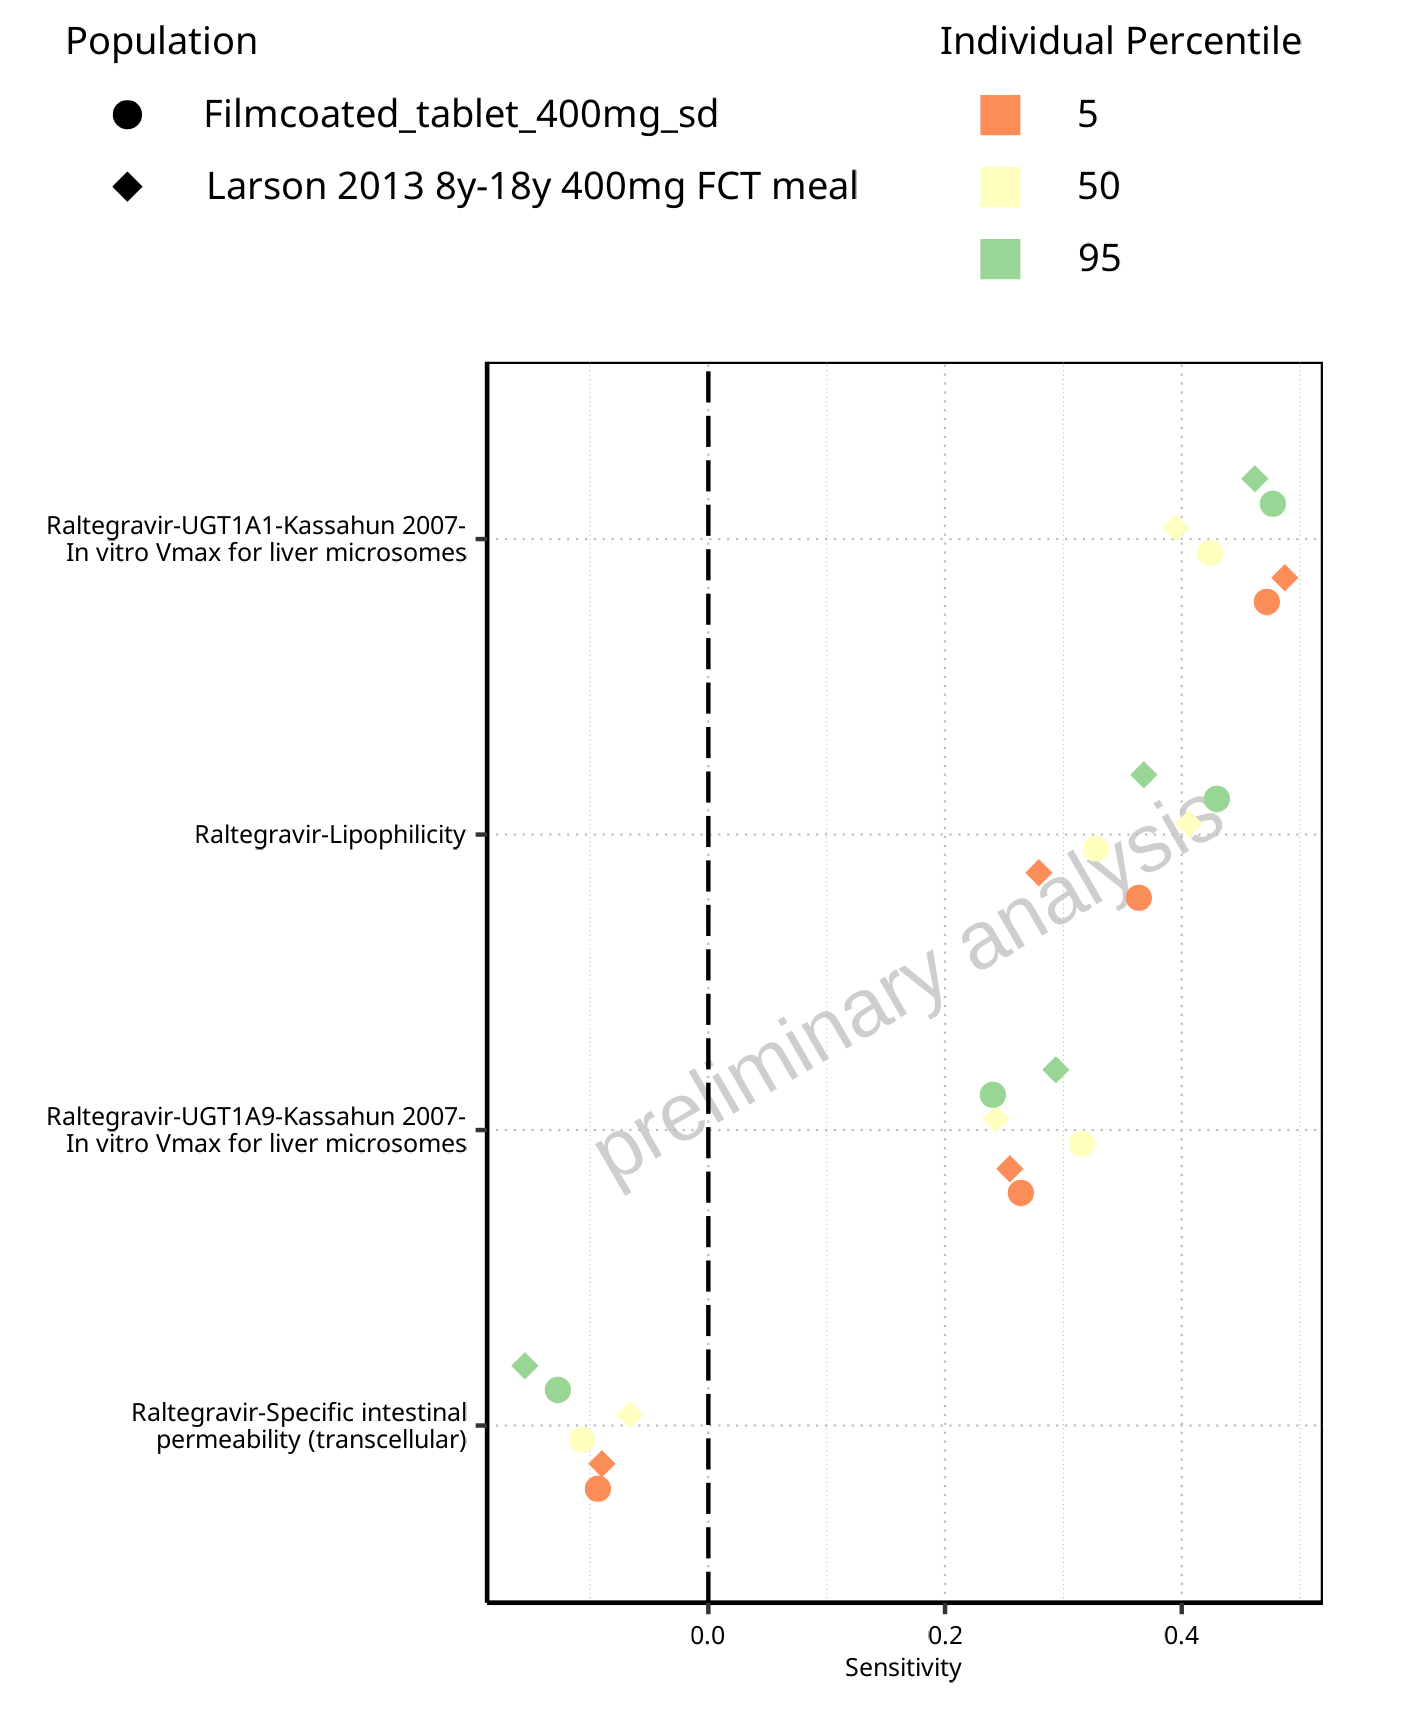 Population
Filmcoated_tablet_400mg_sd
Larson 2013 8y-18y 400mg FCT meal
Individual Percentile
5
50
95
Raltegravir-UGT1A1-Kassahun 2007-
In vitro Vmax for liver microsomes
Raltegravir-Lipophilicity
Raltegravir-UGT1A9-Kassahun 2007-
In vitro Vmax for liver microsomes
Raltegravir-Specific intestinal
permeability (transcellular)
preliminary analysis
0.0
0.2
0.4
Sensitivity